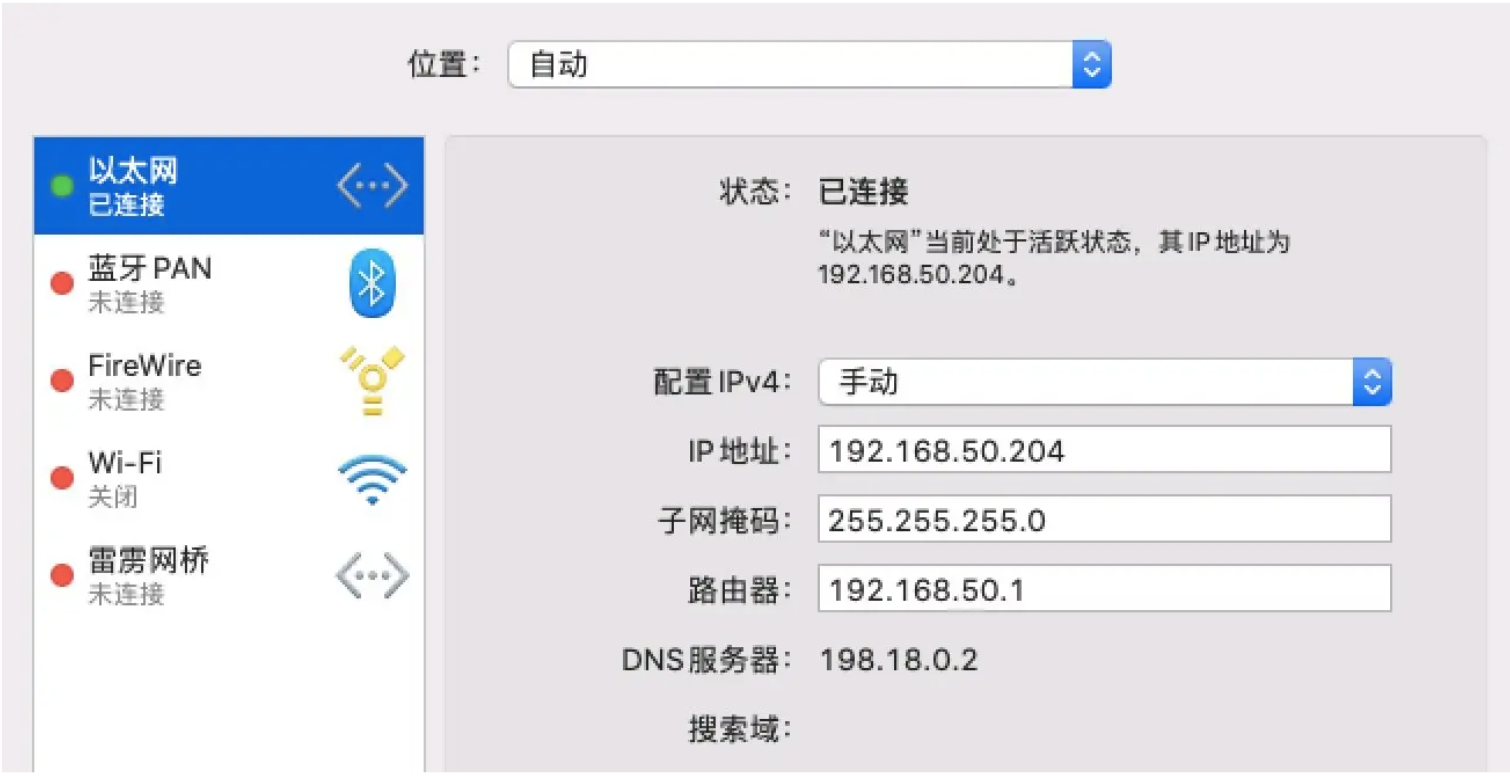 位置： 自动
以太网
已连接
蓝牙 PAN
未连接
FireWire
未连接
Wi-Fi
关闭
雷雳网桥
未连接
状态： 已连接
“以太网”当前处于活跃状态，其 IP 地址为
192.168.50.204。
配置 IPv4： 手动
IP 地址： 192.168.50.204
子网掩码： 255.255.255.0
路由器： 192.168.50.1
DNS 服务器： 198.18.0.2
搜索域：